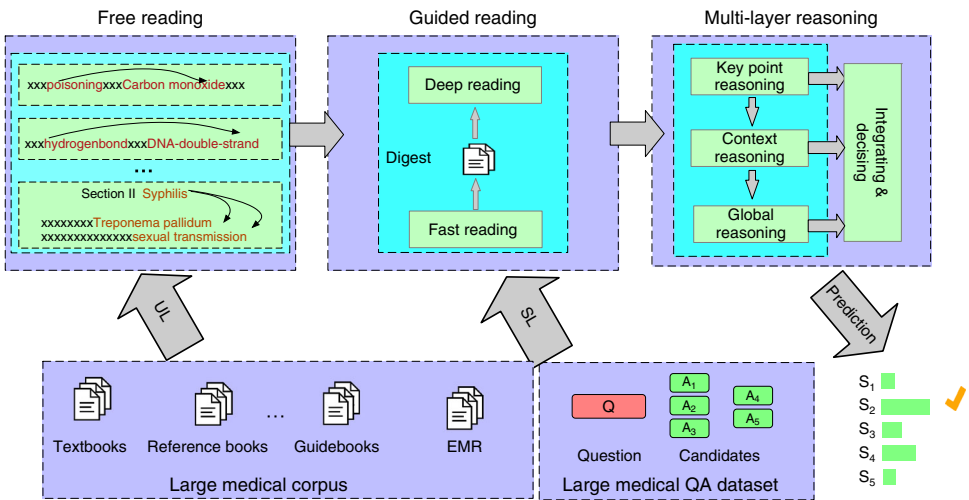 Free reading
Guided reading
Multi-layer reasoning
xxxpoisoningxxxCarbon monoxidexxx
xxxhydrogenbondxxxDNA-double-strand
...
Section II Syphilis
xxxxxxxxTreponema pallidum
xxxxxxxxxxxxxxsexual transmission
Deep reading
Digest
Fast reading
Key point
reasoning
Context
reasoning
Global
reasoning
Integrating &
decising
UL
SL
Prediction
Textbooks
Reference books
...
Guidebooks
EMR
Large medical corpus
Q
A1
A2
A3
A4
A5
Question
Candidates
Large medical QA dataset
S1
S2
S3
S4
S5